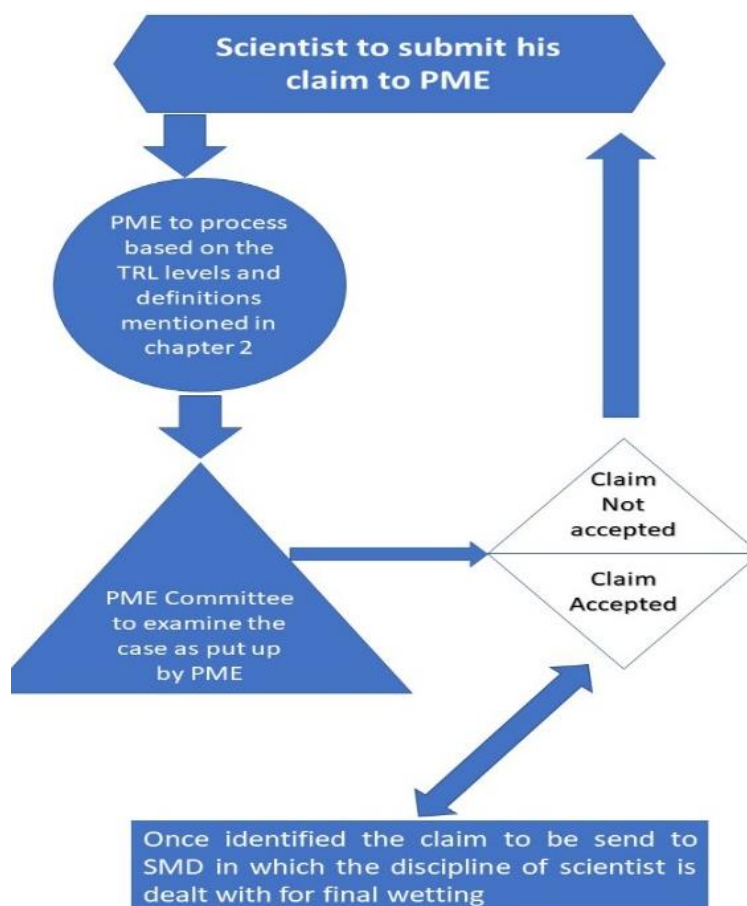 Scientist to submit his
claim to PME
PME to process
based on the
TRL levels and
definitions
mentioned in
chapter 2
PME Committee
to examine the
case as put up
by PME
Claim
Not
accepted
Claim
Accepted
Once identified the claim to be send to
SMD in which the discipline of scientist is
dealt with for final wetting